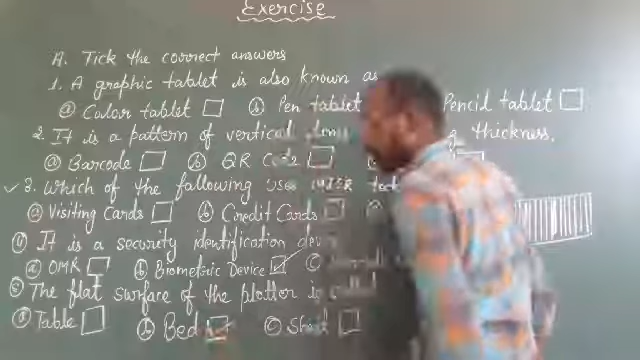 Exercise
A. Tick the correct answers
1. A graphic tablet is also known as
ⓐ Color tablet ⓑ Pen tablet Pencil tablet
2. It is a pattern of vertical lines thickness.
ⓐ Barcode ⓑ QR Code
3. Which of the following uses MICR
ⓐ Visiting Cards ⓑ Credit Cards
④ It is a security identification
ⓐ OMR ⓑ Biometric Device ⓒ
⑤ The flat surface of the plotter is called
ⓐ Table ⓑ Bed ⓒ